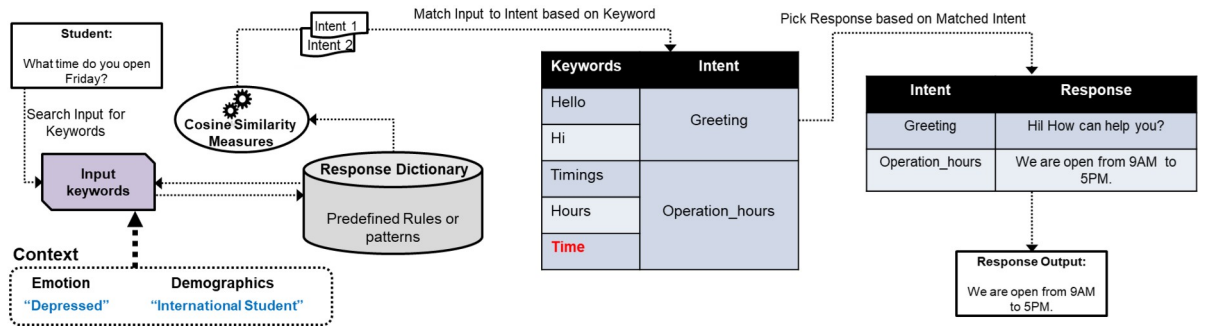 Student:
What time do you open
Friday?
Search Input for
Keywords
Input
keywords
Context
Emotion
Demographics
“Depressed”
“International Student”
Response Dictionary
Predefined Rules or
patterns
Cosine Similarity
Measures
Intent 1
Intent 2
Match Input to Intent based on Keyword
Keywords Intent
Hello
Hi
Greeting
Timings
Hours
Time
Operation_hours
Pick Response based on Matched Intent
Intent Response
Greeting Hi! How can help you?
Operation_hours We are open from 9AM to
5PM.
Response Output:
We are open from 9AM
to 5PM.